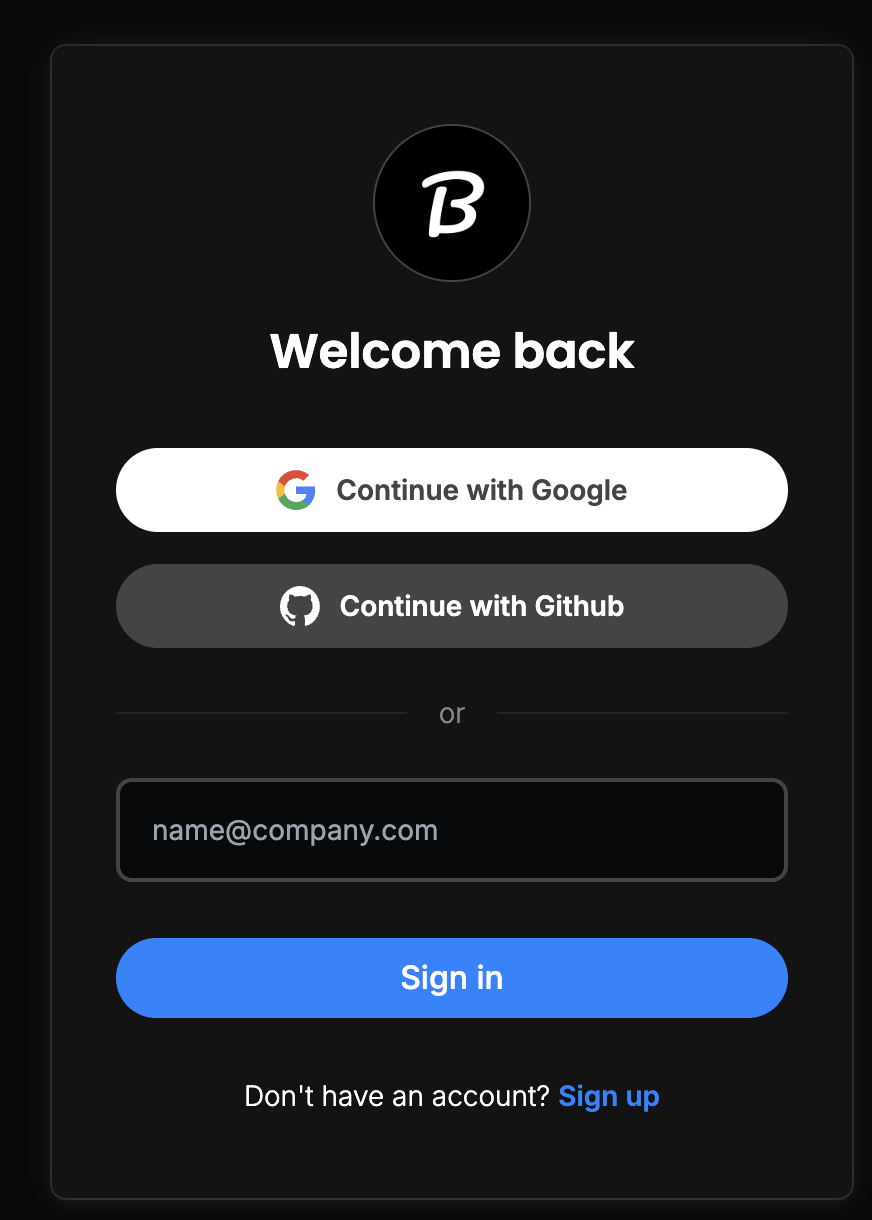 B
Welcome back
Continue with Google
Continue with Github
or
name@company.com
Sign in
Don't have an account? Sign up